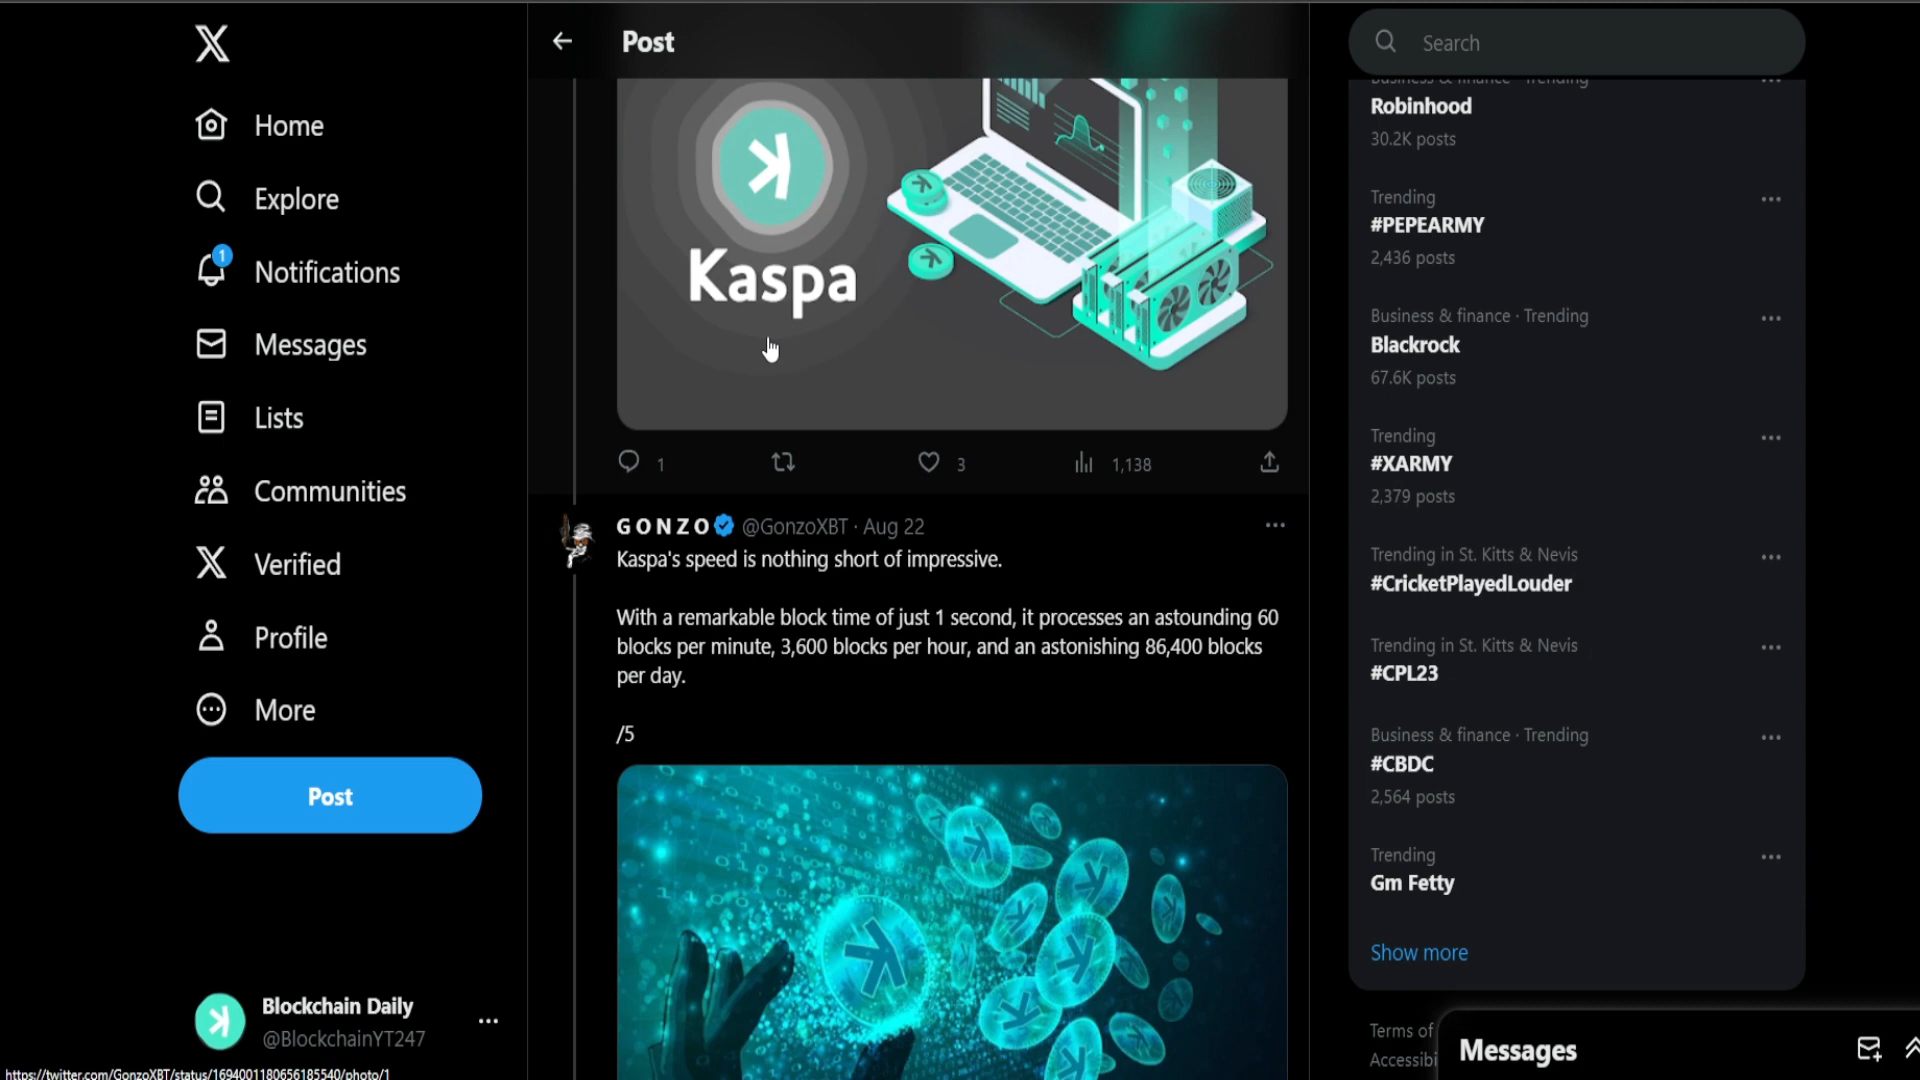 Home
Explore
1
Notifications
Messages
Lists
Communities
Verified
Profile
More
Post
Blockchain Daily
@BlockchainYT247
https://twitter.com/GonzoXBT/status/1694001180656185540/photo/1
Post
Kaspa
1
3
1,138
GONZO @GonzoXBT · Aug 22
Kaspa's speed is nothing short of impressive.
With a remarkable block time of just 1 second, it processes an astounding 60
blocks per minute, 3,600 blocks per hour, and an astonishing 86,400 blocks
per day.
/5
Search
Business & finance · Trending
Robinhood
30.2K posts
Trending
#PEPEARMY
2,436 posts
Business & finance · Trending
Blackrock
67.6K posts
Trending
#XARMY
2,379 posts
Trending in St. Kitts & Nevis
#CricketPlayedLouder
Trending in St. Kitts & Nevis
#CPL23
Business & finance · Trending
#CBDC
2,564 posts
Trending
Gm Fetty
Show more
Terms of
Accessibi
Messages